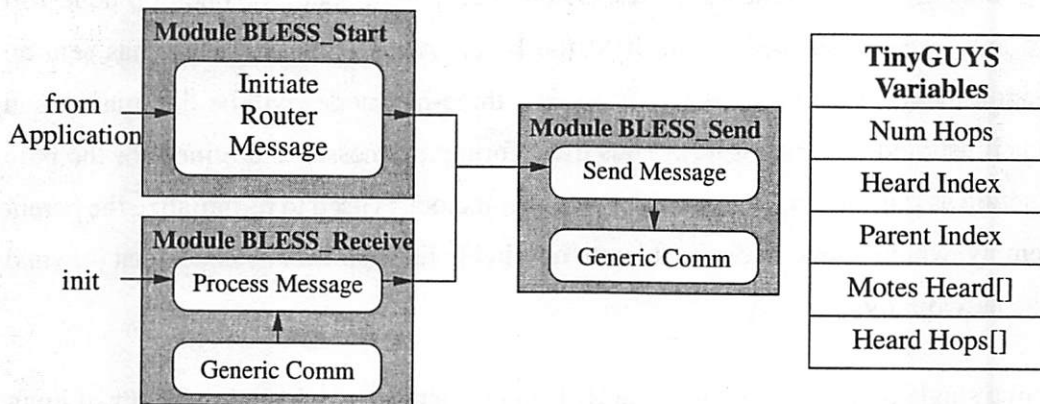 Module BLESS_Start
Initiate
Router
Message
from
Application
Module BLESS_Receive
init
Process Message
Generic Comm
Module BLESS_Send
Send Message
Generic Comm
TinyGUYS
Variables
Num Hops
Heard Index
Parent Index
Motes Heard[]
Heard Hops[]